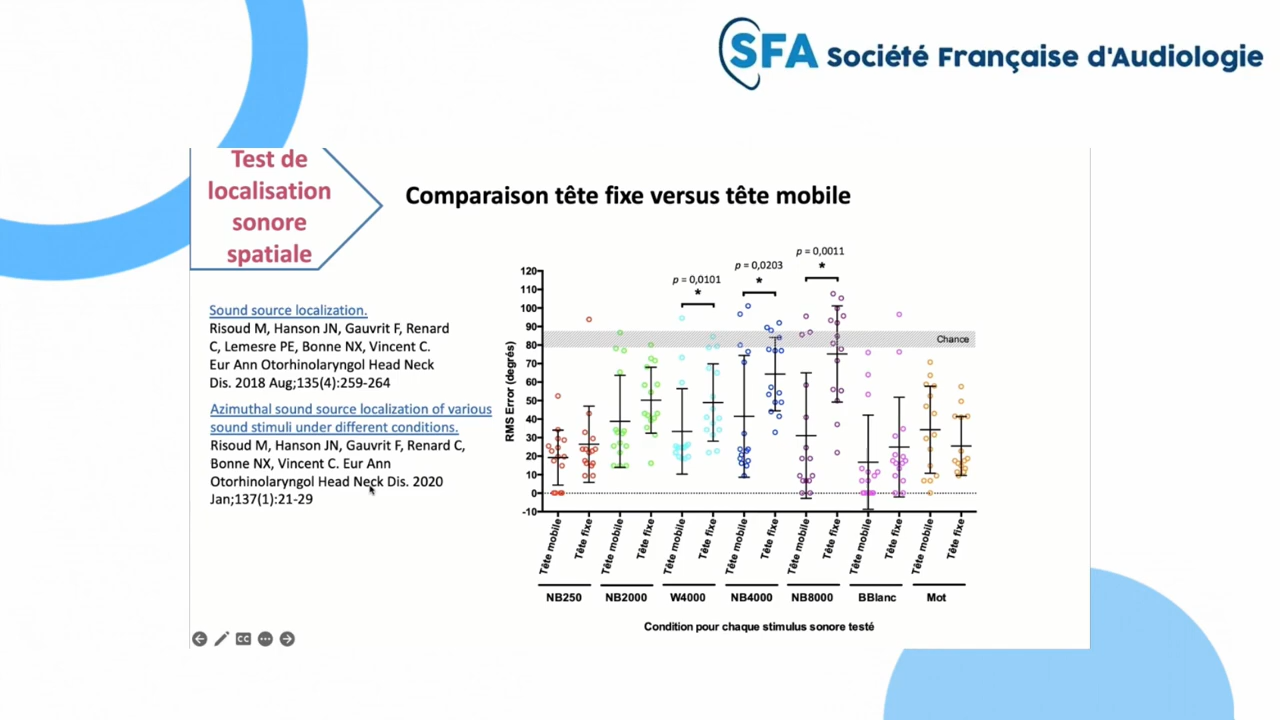 SFA Société Française d'Audiologie
Test de
localisation
sonore
spatiale
Comparaison tête fixe versus tête mobile
Sound source localization.
Risoud M, Hanson JN, Gauvrit F, Renard
C, Lemesre PE, Bonne NX, Vincent C.
Eur Ann Otorhinolaryngol Head Neck
Dis. 2018 Aug;135(4):259-264
Azimuthal sound source localization of various
sound stimuli under different conditions.
Risoud M, Hanson JN, Gauvrit F, Renard C,
Bonne NX, Vincent C. Eur Ann
Otorhinolaryngol Head Neck Dis. 2020
Jan;137(1):21-29
p = 0,0101
*
p = 0,0203
*
p = 0,0011
*
Chance
RMS Error (degrés)
120
110
100
90
80
70
60
50
40
30
20
10
0
-10
Tête mobile
Tête fixe
Tête mobile
Tête fixe
Tête mobile
Tête fixe
Tête mobile
Tête fixe
Tête mobile
Tête fixe
Tête mobile
Tête fixe
Tête mobile
Tête fixe
NB250 NB2000 W4000 NB4000 NB8000 BBlanc Mot
Condition pour chaque stimulus sonore testé
CC